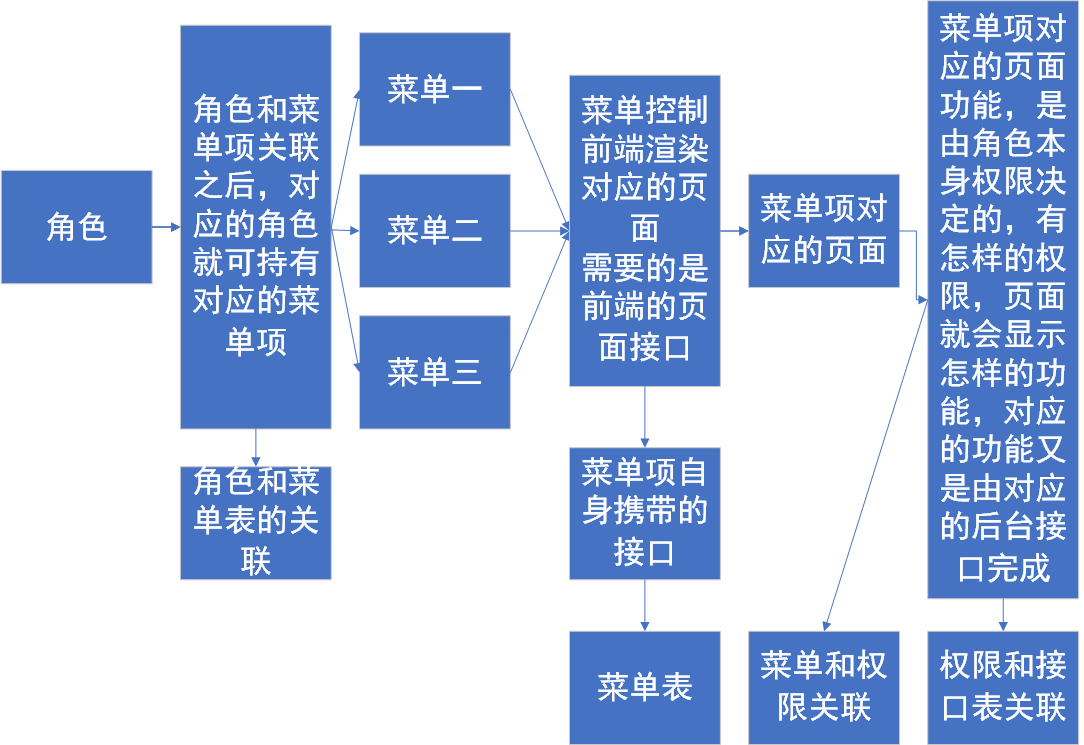 角色
角色和菜
单项关联
之后，对
应的角色
就可持有
对应的菜
单项
角色和菜
单表的关
联
菜单一
菜单二
菜单三
菜单控制
前端渲染
对应的页
面
需要的是
前端的页
面接口
菜单项自
身携带的
接口
菜单表
菜单项对
应的页面
菜单项对
应的页面
功能，是
由角色本
身权限决
定的，有
怎样的权
限，页面
就会显示
怎样的功
能，对应
的功能又
是由对应
的后台接
口完成
菜单和权
限关联
权限和接
口表关联